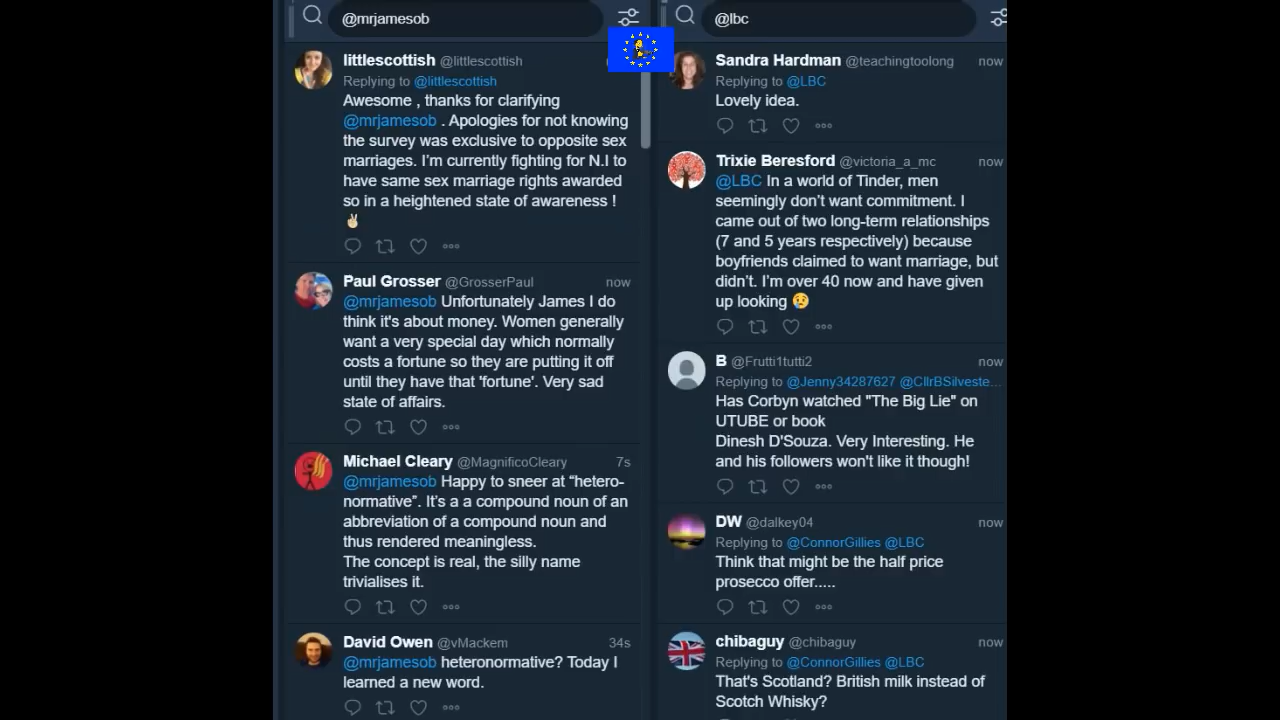 @mrjamesob
littlescottish @littlescottish
Replying to @littlescottish
Awesome , thanks for clarifying
@mrjamesob . Apologies for not knowing
the survey was exclusive to opposite sex
marriages. I'm currently fighting for N.I to
have same sex marriage rights awarded
so in a heightened state of awareness !
✌🏻
Paul Grosser @GrosserPaul now
@mrjamesob Unfortunately James I do
think it's about money. Women generally
want a very special day which normally
costs a fortune so they are putting it off
until they have that 'fortune'. Very sad
state of affairs.
Michael Cleary @MagnificoCleary 7s
@mrjamesob Happy to sneer at “hetero-
normative”. It's a a compound noun of an
abbreviation of a compound noun and
thus rendered meaningless.
The concept is real, the silly name
trivialises it.
David Owen @vMackem 34s
@mrjamesob heteronormative? Today I
learned a new word.
@lbc
Sandra Hardman @teachingtoolong now
Replying to @LBC
Lovely idea.
Trixie Beresford @victoria_a_mc now
@LBC In a world of Tinder, men
seemingly don't want commitment. I
came out of two long-term relationships
(7 and 5 years respectively) because
boyfriends claimed to want marriage, but
didn't. I'm over 40 now and have given
up looking 😢
B @Frutti1tutti2 now
Replying to @Jenny34287627 @CllrBSilveste...
Has Corbyn watched "The Big Lie" on
UTUBE or book
Dinesh D'Souza. Very Interesting. He
and his followers won't like it though!
DW @dalkey04 now
Replying to @ConnorGillies @LBC
Think that might be the half price
prosecco offer.....
chibaguy @chibaguy now
Replying to @ConnorGillies @LBC
That's Scotland? British milk instead of
Scotch Whisky?